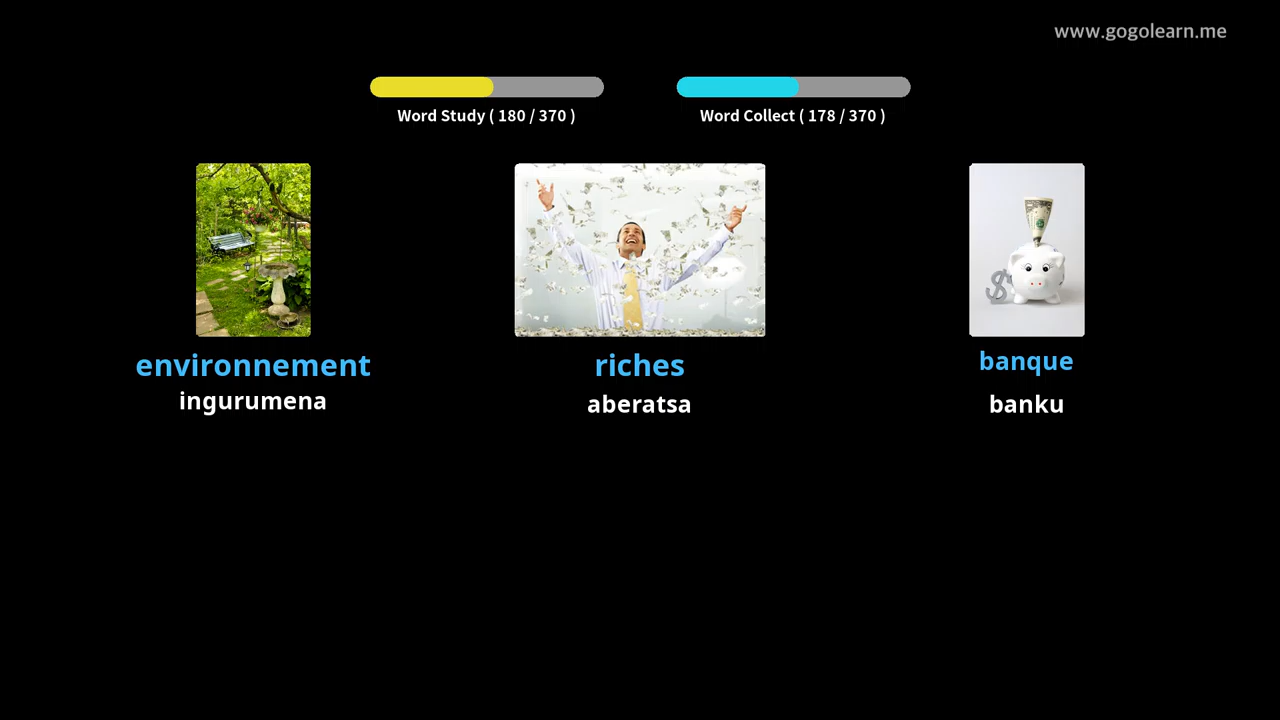 www.gogolearn.me
Word Study ( 180 / 370 )
Word Collect ( 178 / 370 )
environnement
ingurumena
riches
aberatsa
banque
banku